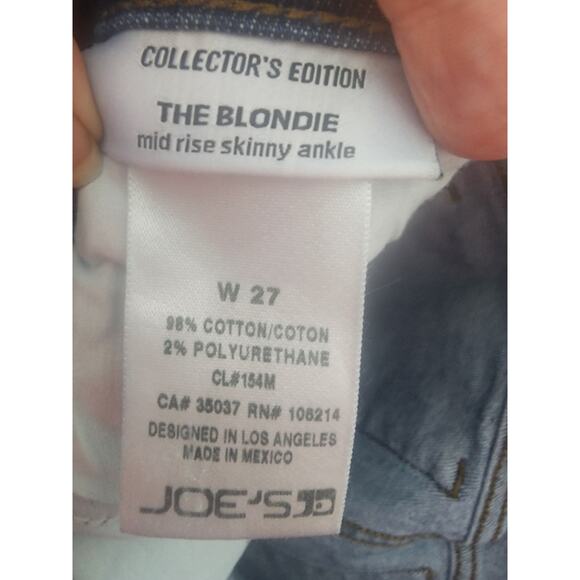 COLLECTOR'S EDITION
THE BLONDIE
mid rise skinny ankle
W 27
98% COTTON/COTON
2% POLYURETHANE
CL#154M
CA# 35037 RN# 106214
DESIGNED IN LOS ANGELES
MADE IN MEXICO
JOE'S